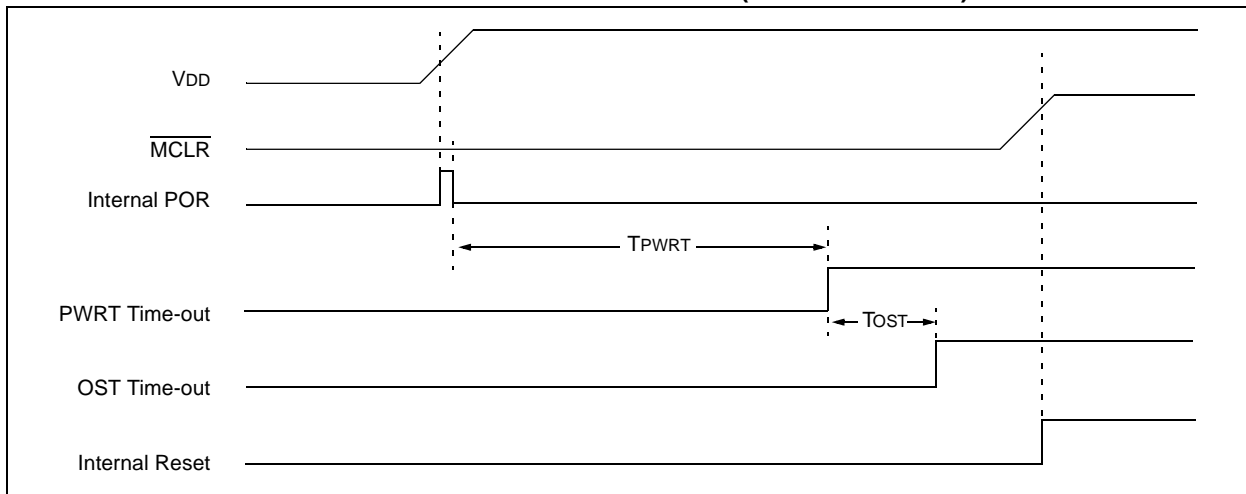 VDD
MCLR
Internal POR
TPWRT
PWRT Time-out
TOST
OST Time-out
Internal Reset